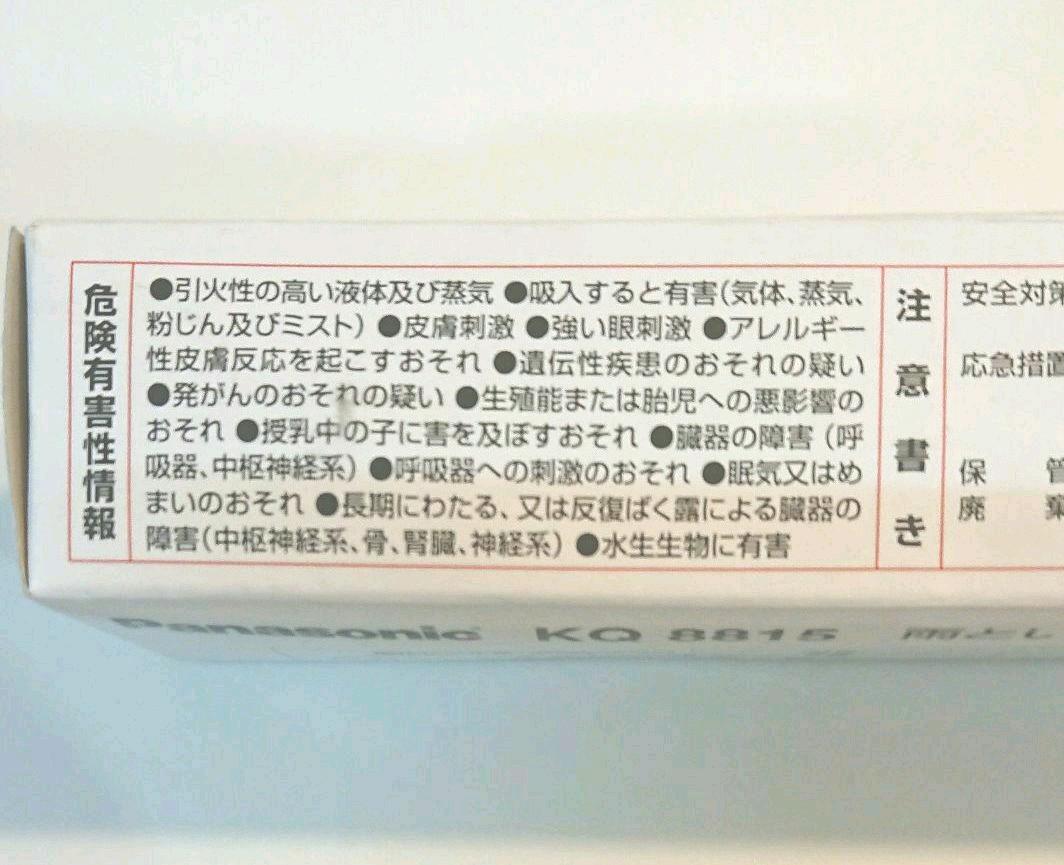 危険有害性情報
●引火性の高い液体及び蒸気 ●吸入すると有害(気体、蒸気、
粉じん及びミスト) ●皮膚刺激 ●強い眼刺激 ●アレルギー
性皮膚反応を起こすおそれ ●遺伝性疾患のおそれの疑い
●発がんのおそれの疑い ●生殖能または胎児への悪影響の
おそれ ●授乳中の子に害を及ぼすおそれ ●臓器の障害(呼
吸器、中枢神経系) ●呼吸器への刺激のおそれ ●眠気又はめ
まいのおそれ ●長期にわたる、又は反復ばく露による臓器の
障害(中枢神経系、骨、腎臓、神経系) ●水生生物に有害
注意書き
安全対策
応急措置
保 管
廃 棄
Panasonic KQ 8815 雨とい